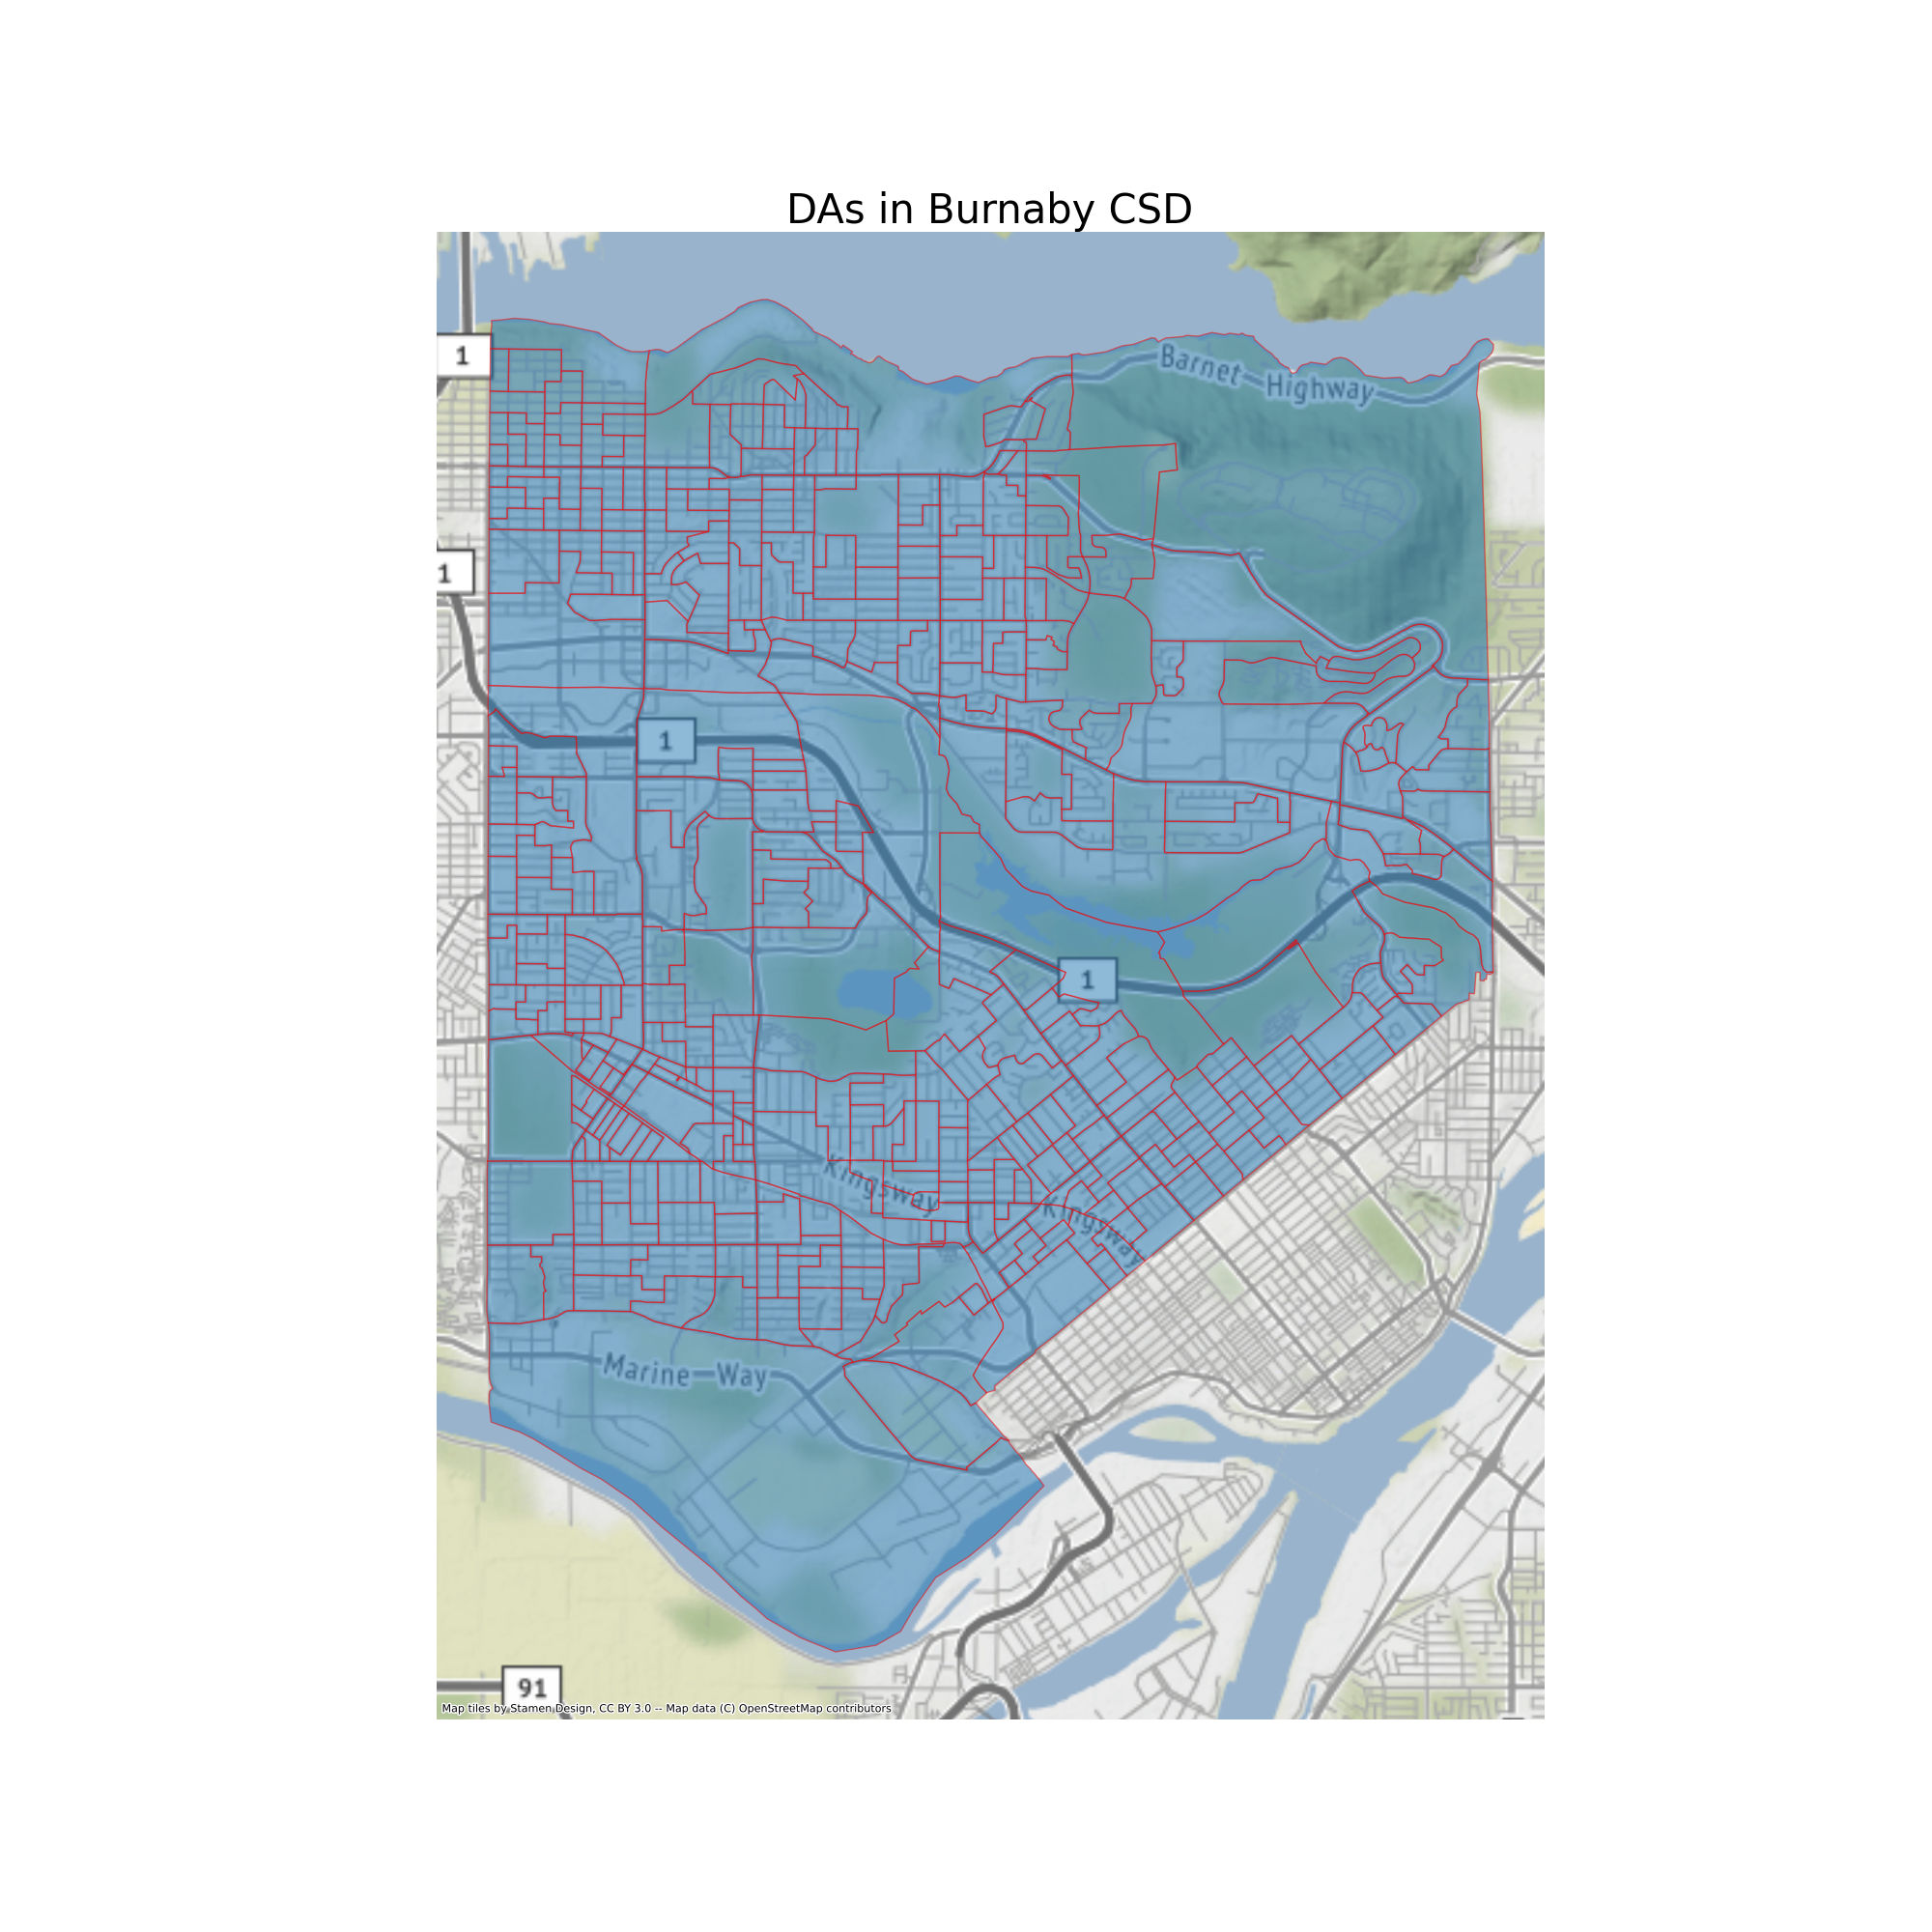 DAs in Burnaby CSD
1
Barnet Highway
1
1
1
Kingsway
Kingsway
Marine Way
91
Map tiles by Stamen Design, CC BY 3.0 -- Map data (C) OpenStreetMap contributors